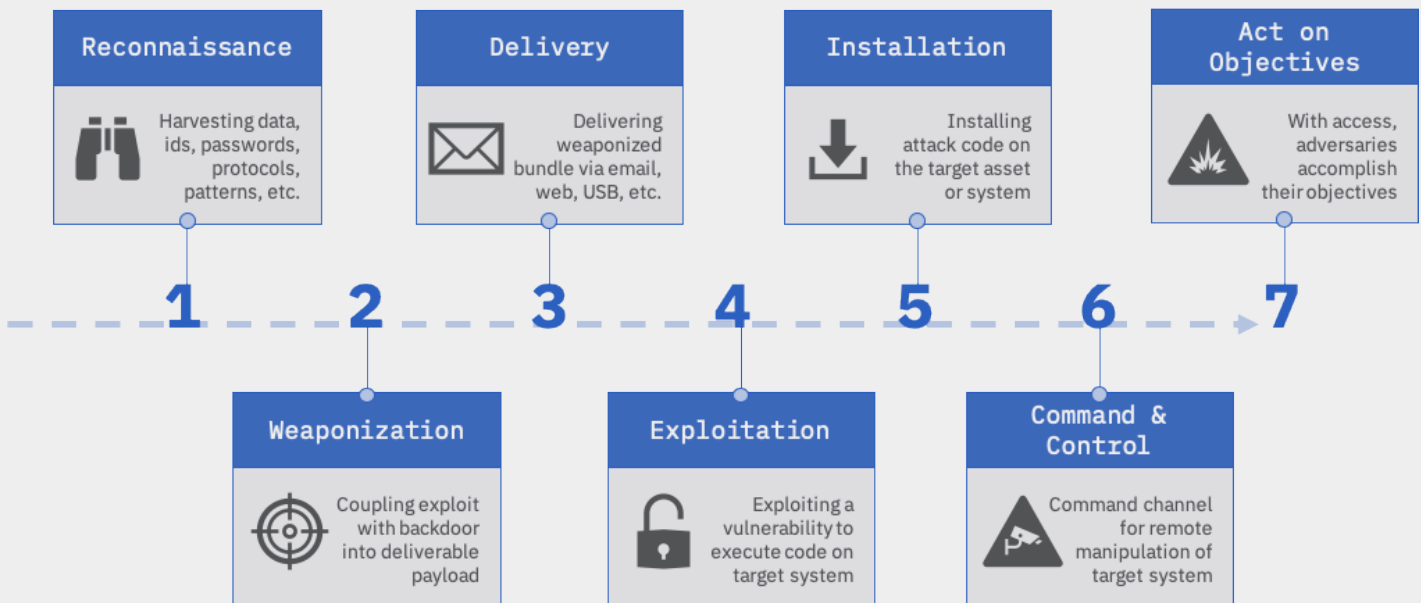 Reconnaissance
Harvesting data,
ids, passwords,
protocols,
patterns, etc.
Delivery
Delivering
weaponized
bundle via email,
web, USB, etc.
Installation
Installing
attack code on
the target asset
or system
Act on
Objectives
With access,
adversaries
accomplish
their objectives
1
2
3
4
5
6
7
Weaponization
Coupling exploit
with backdoor
into deliverable
payload
Exploitation
Exploiting a
vulnerability to
execute code on
target system
Command &
Control
Command channel
for remote
manipulation of
target system